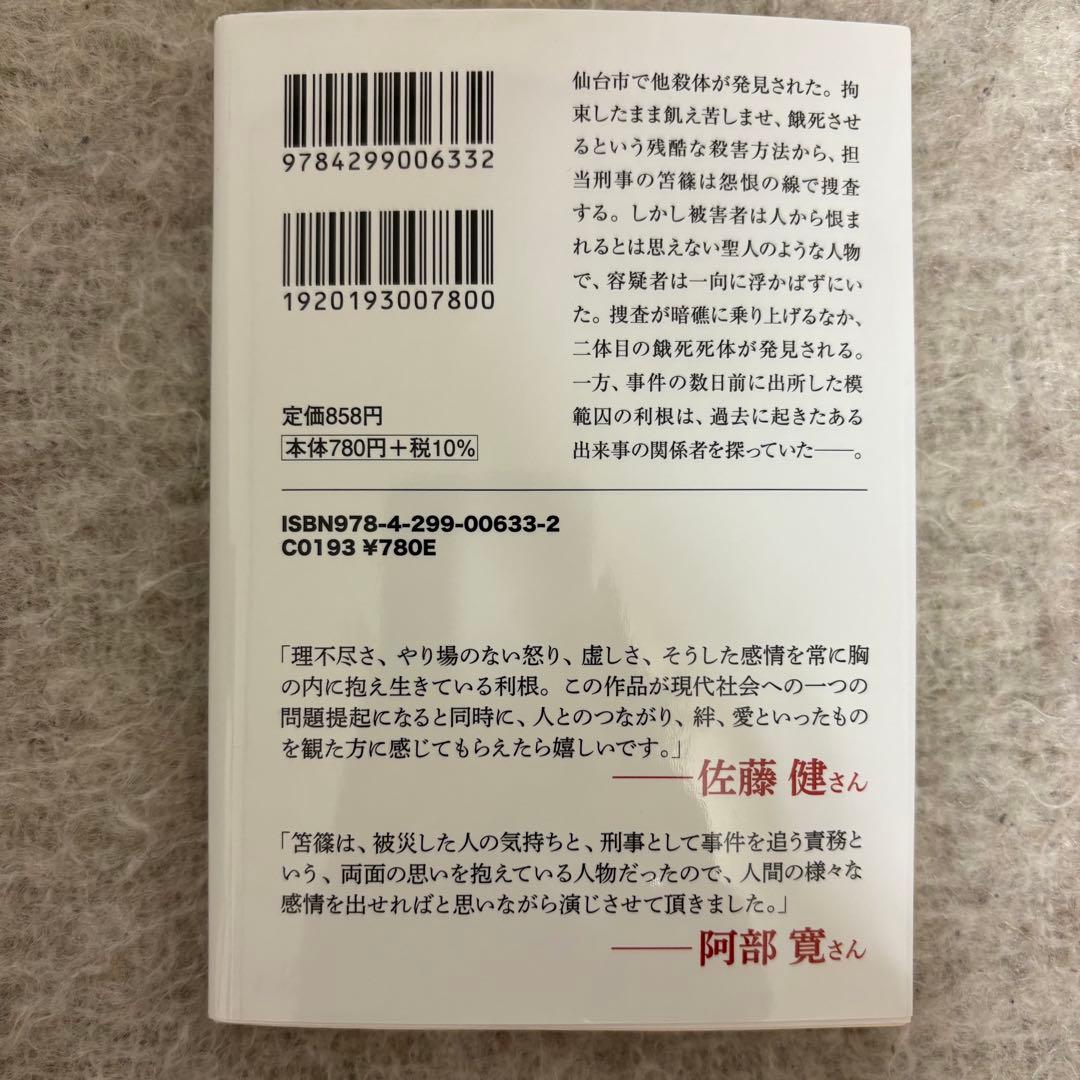 9784299006332
1920193007800
定価858円
本体780円+税10%
仙台市で他殺体が発見された。拘
束したまま飢え苦しませ、餓死させ
るという残酷な殺害方法から、担
当刑事の笘篠は怨恨の線で捜査
する。しかし被害者は人から恨ま
れるとは思えない聖人のような人物
で、容疑者は一向に浮かばずにい
た。捜査が暗礁に乗り上げるなか、
二体目の餓死死体が発見される。
一方、事件の数日前に出所した模
範囚の利根は、過去に起きたある
出来事の関係者を探っていた――。
ISBN978-4-299-00633-2
C0193 ¥780E
「理不尽さ、やり場のない怒り、虚しさ、そうした感情を常に胸
の内に抱え生きている利根。この作品が現代社会への一つの
問題提起になると同時に、人とのつながり、絆、愛といったもの
を観た方に感じてもらえたら嬉しいです。」
――佐藤 健さん
「笘篠は、被災した人の気持ちと、刑事として事件を追う責務と
いう、両面の思いを抱えている人物だったので、人間の様々な
感情を出せればと思いながら演じさせて頂きました。」
――阿部 寛さん